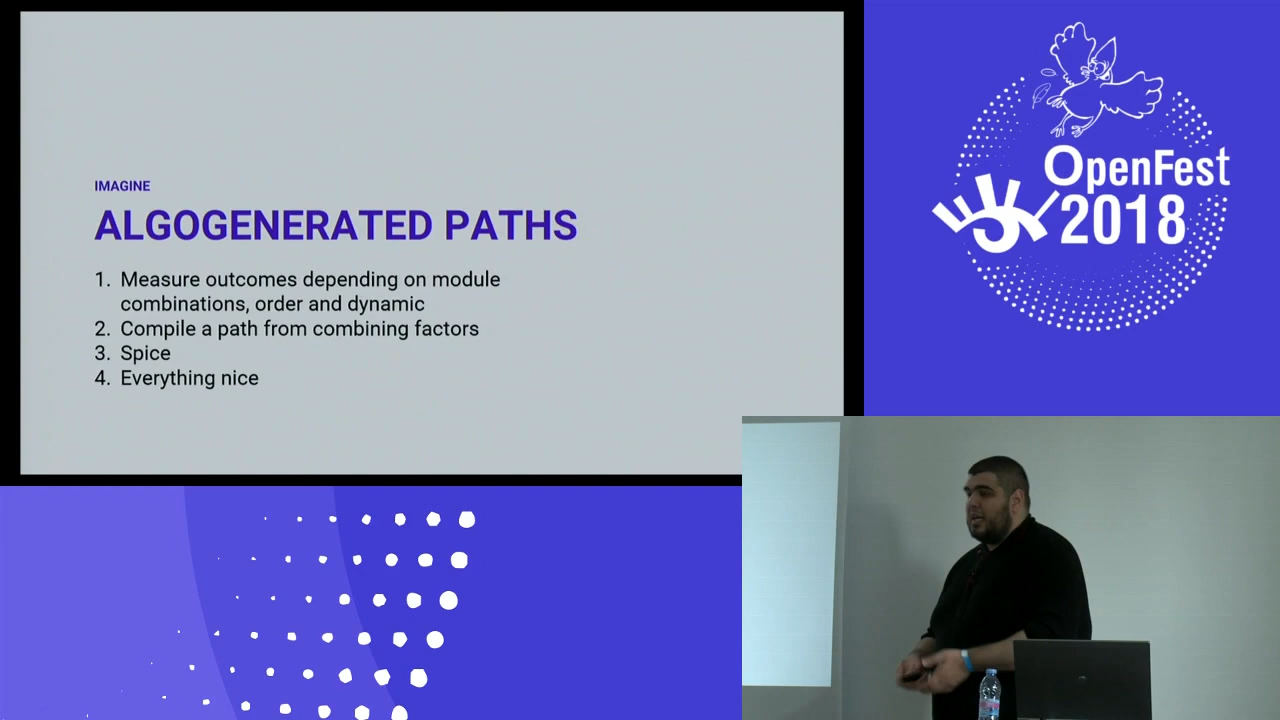 IMAGINE
ALGOGENERATED PATHS
1. Measure outcomes depending on module
combinations, order and dynamic
2. Compile a path from combining factors
3. Spice
4. Everything nice
OpenFest
2018